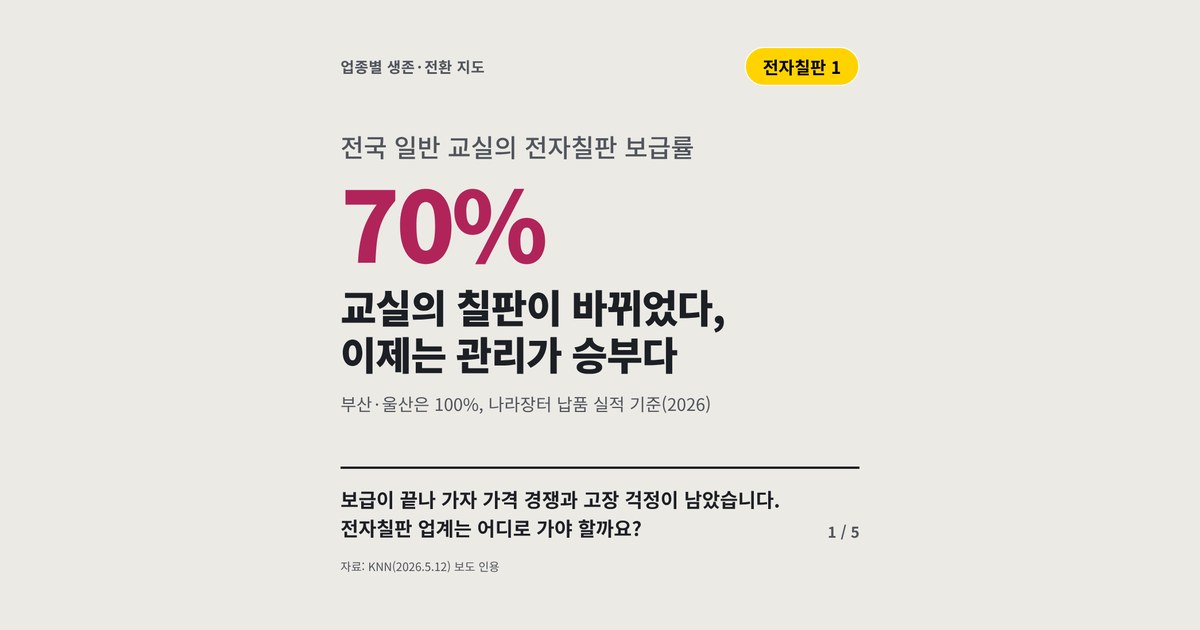 업종별 생존·전환 지도
전자칠판 1
전국 일반 교실의 전자칠판 보급률
70%
교실의 칠판이 바뀌었다,
이제는 관리가 승부다
부산·울산은 100%, 나라장터 납품 실적 기준(2026)
보급이 끝나 가자 가격 경쟁과 고장 걱정이 남았습니다.
전자칠판 업계는 어디로 가야 할까요?
1 / 5
자료: KNN(2026.5.12) 보도 인용